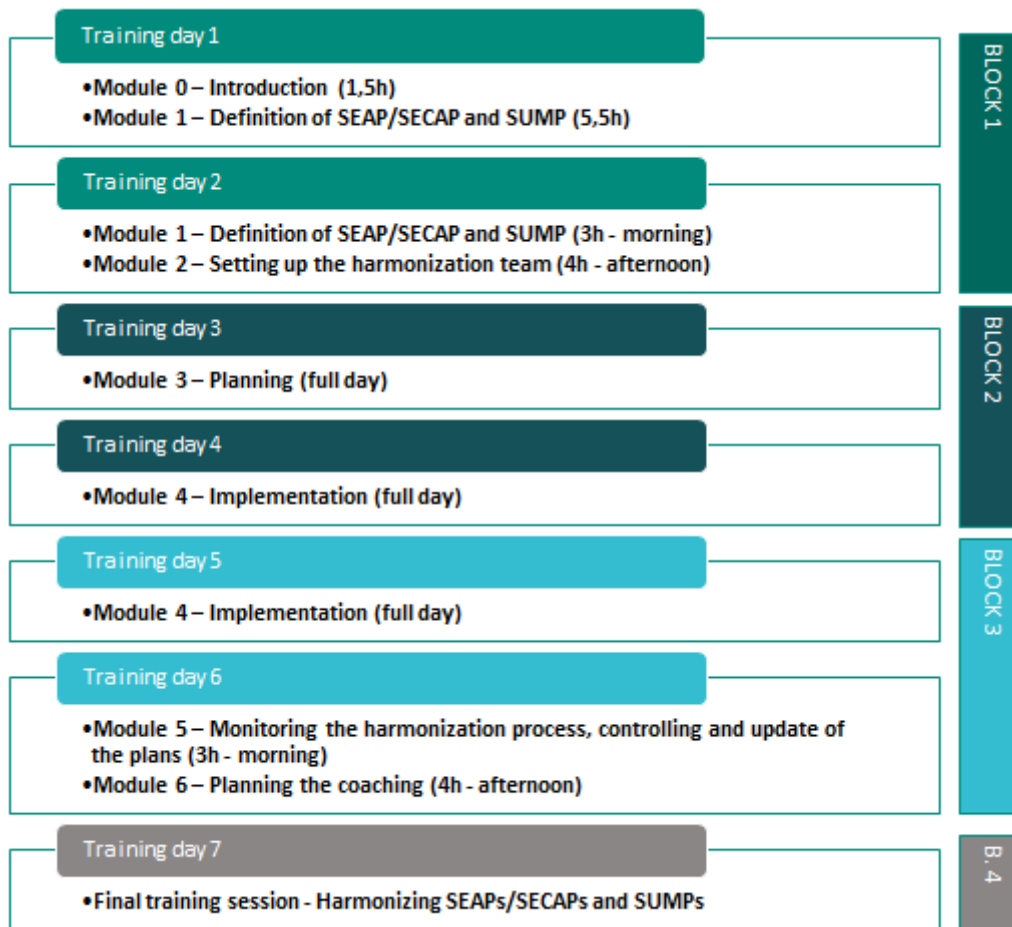 Training day 1
•Module 0 – Introduction (1,5h)
•Module 1 – Definition of SEAP/SECAP and SUMP (5,5h)
BLOCK 1
Training day 2
•Module 1 – Definition of SEAP/SECAP and SUMP (3h - morning)
•Module 2 – Setting up the harmonization team (4h - afternoon)
Training day 3
•Module 3 – Planning (full day)
BLOCK 2
Training day 4
•Module 4 – Implementation (full day)
Training day 5
•Module 4 – Implementation (full day)
BLOCK 3
Training day 6
•Module 5 – Monitoring the harmonization process, controlling and update of
the plans (3h - morning)
•Module 6 – Planning the coaching (4h - afternoon)
Training day 7
•Final training session - Harmonizing SEAPs/SECAPs and SUMPs
B. 4